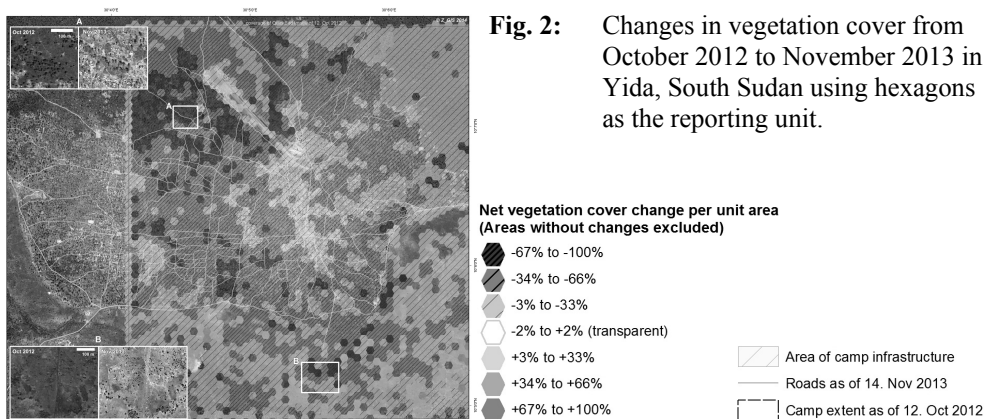 Fig. 2: Changes in vegetation cover from
October 2012 to November 2013 in
Yida, South Sudan using hexagons
as the reporting unit.
A
Oct 2012
100 m
Nov 2013
A
B
B
Oct 2012
100 m
Nov 2013
Net vegetation cover change per unit area
(Areas without changes excluded)
-67% to -100%
-34% to -66%
-3% to -33%
-2% to +2% (transparent)
+3% to +33%
+34% to +66%
+67% to +100%
Area of camp infrastructure
Roads as of 14. Nov 2013
Camp extent as of 12. Oct 2012